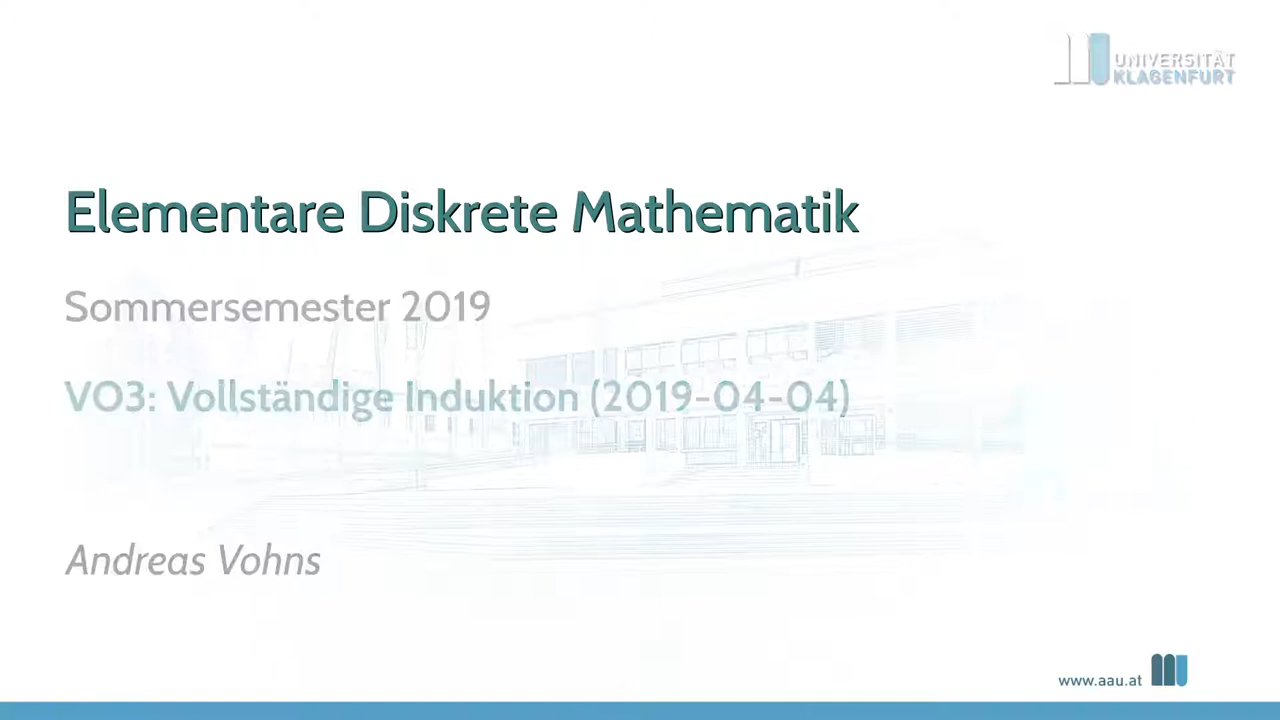 UNIVERSITÄT
KLAGENFURT
Elementare Diskrete Mathematik
Sommersemester 2019
VO3: Vollständige Induktion (2019-04-04)
Andreas Vohns
www.aau.at